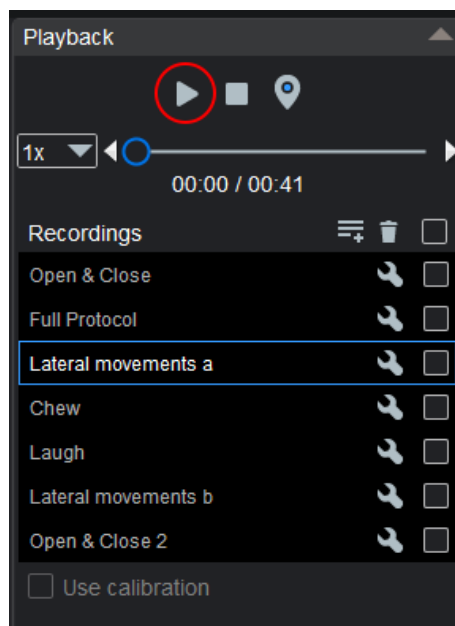 Playback
1x
00:00 / 00:41
Recordings
Open & Close
Full Protocol
Lateral movements a
Chew
Laugh
Lateral movements b
Open & Close 2
Use calibration